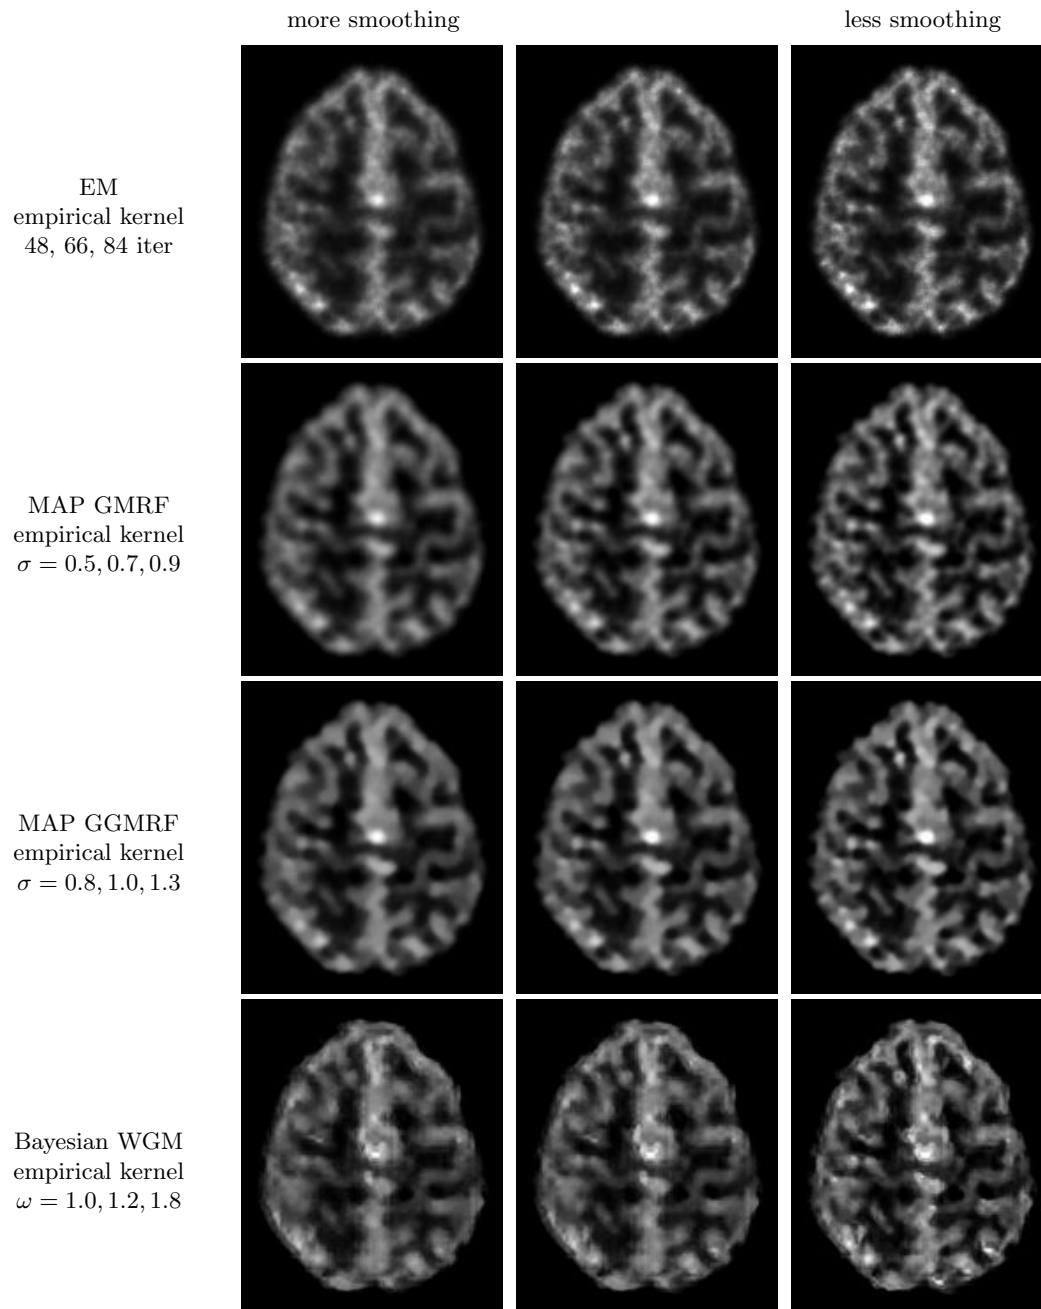 more smoothing
less smoothing
EM
empirical kernel
48, 66, 84 iter
MAP GMRF
empirical kernel
σ = 0.5, 0.7, 0.9
MAP GGMRF
empirical kernel
σ = 0.8, 1.0, 1.3
Bayesian WGM
empirical kernel
ω = 1.0, 1.2, 1.8